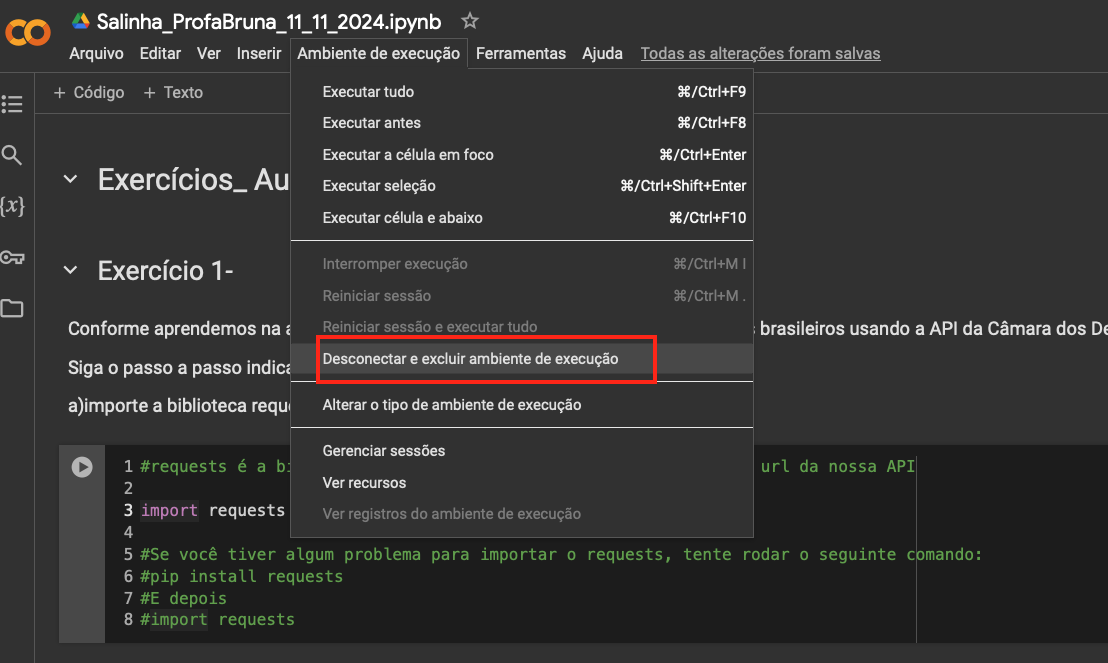 Salinha_ProfaBruna_11_11_2024.ipynb
Arquivo Editar Ver Inserir Ambiente de execução Ferramentas Ajuda Todas as alterações foram salvas
+ Código + Texto
Executar tudo ⌘/Ctrl+F9
Executar antes ⌘/Ctrl+F8
Executar a célula em foco ⌘/Ctrl+Enter
Executar seleção ⌘/Ctrl+Shift+Enter
Executar célula e abaixo ⌘/Ctrl+F10
Interromper execução ⌘/Ctrl+M I
Reiniciar sessão ⌘/Ctrl+M .
Reiniciar sessão e executar tudo
Desconectar e excluir ambiente de execução
Alterar o tipo de ambiente de execução
Gerenciar sessões
Ver recursos
Ver registros do ambiente de execução
{x}
Exercícios_ Au
Exercício 1-
Conforme aprendemos na a brasileiros usando a API da Câmara dos De
Siga o passo a passo indica
a)importe a biblioteca reque
1 #requests é a bi url da nossa API
2
3 import requests
4
5 #Se você tiver algum problema para importar o requests, tente rodar o seguinte comando:
6 #pip install requests
7 #E depois
8 #import requests